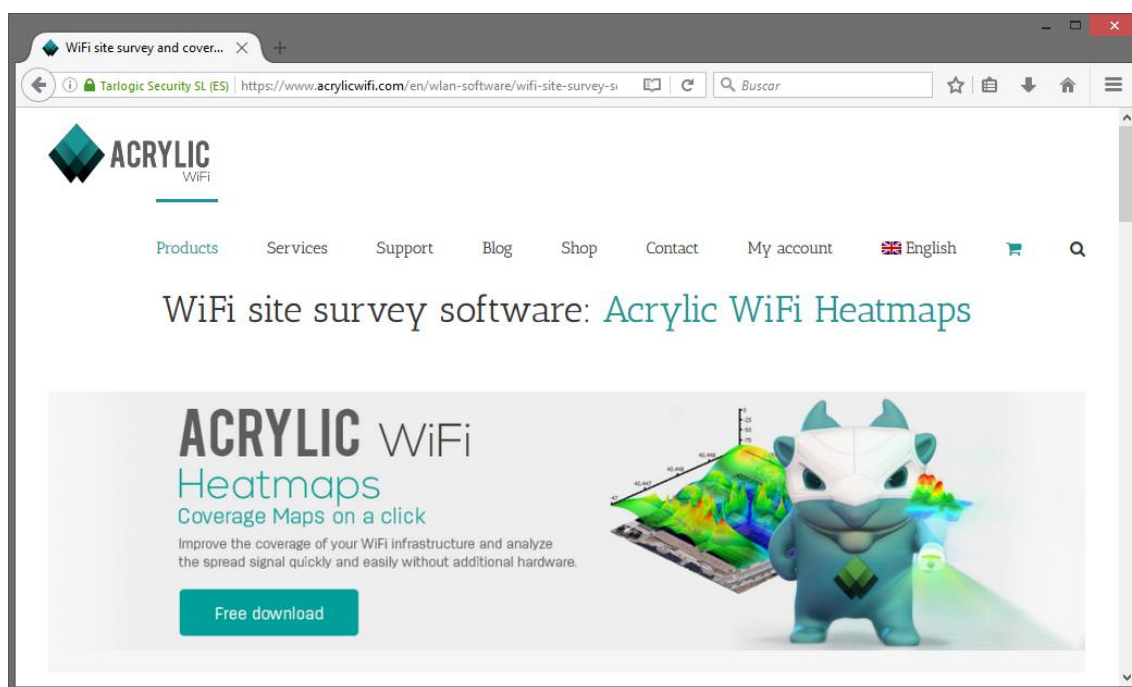 WiFi site survey and cover...
Tarlogic Security SL (ES) https://www.acrylicwifi.com/en/wlan-software/wifi-site-survey-s Buscar
ACRYLIC
WiFi
Products Services Support Blog Shop Contact My account English
WiFi site survey software: Acrylic WiFi Heatmaps
ACRYLIC WiFi
Heatmaps
Coverage Maps on a click
Improve the coverage of your WiFi infrastructure and analyze
the spread signal quickly and easily without additional hardware.
Free download